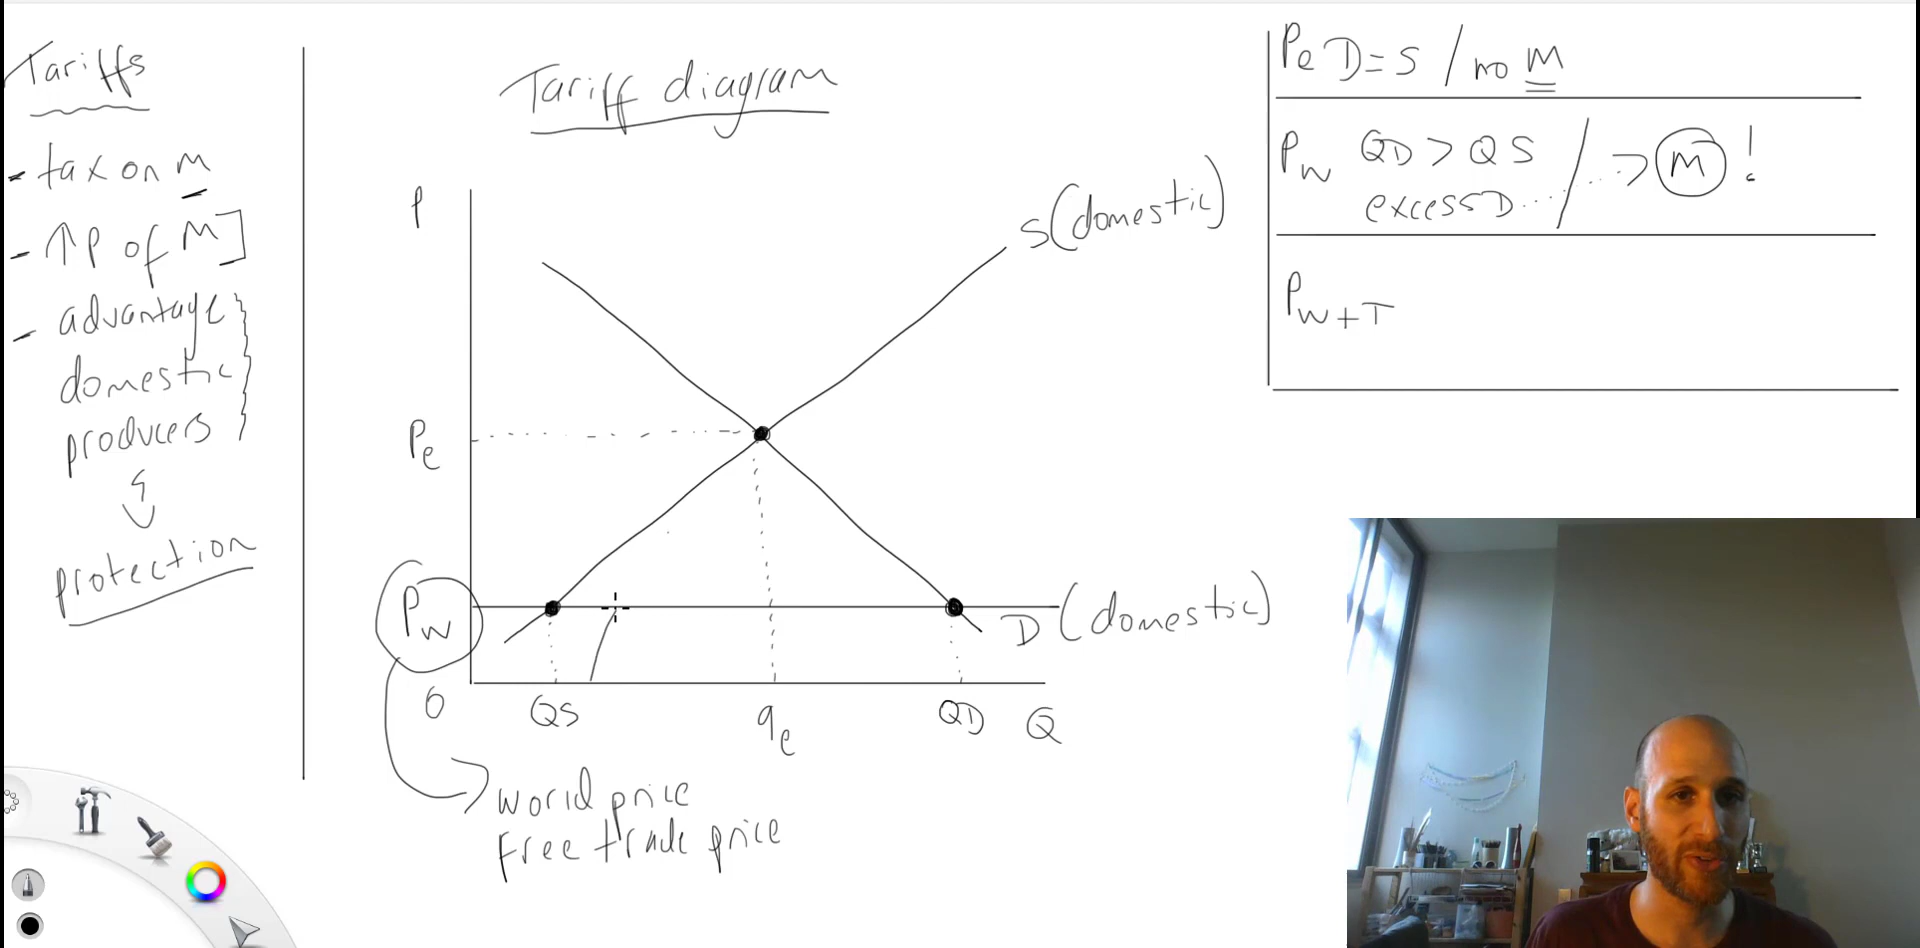 Tariffs
- tax on M
- ↑P of M]
- advantage
domestic
producers
protection
Tariff diagram
P
S(domestic)
Pe
Pw
D(domestic)
0
QS
qe
QD
Q
world price
Free trade price
Pe D=S / no M
Pw QD > QS / → M !
excess D...
Pw+T